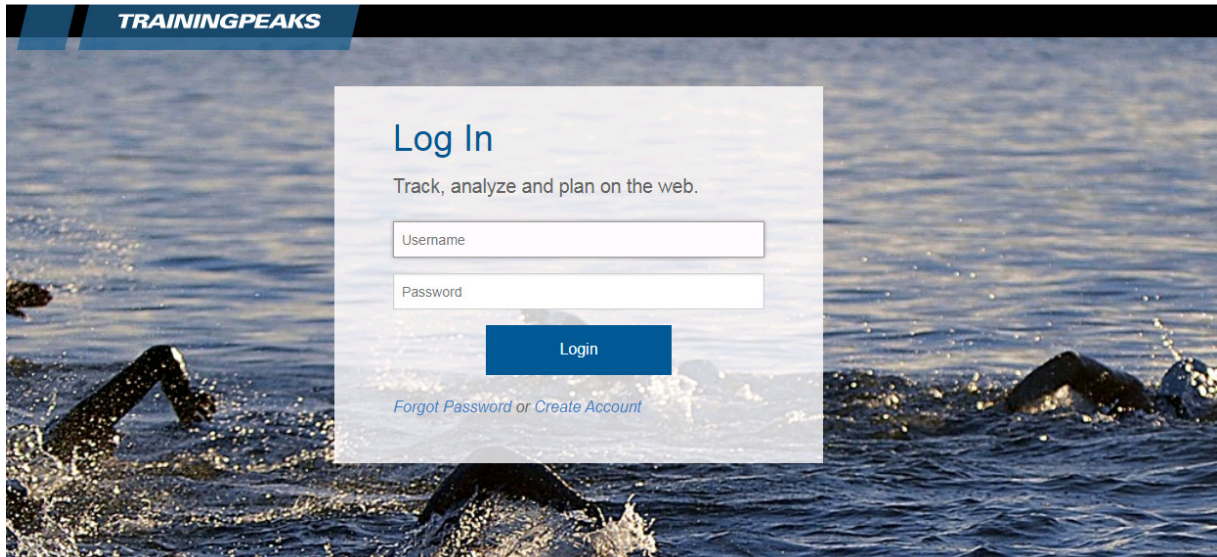 TRAININGPEAKS
Log In
Track, analyze and plan on the web.
Username
Password
Login
Forgot Password or Create Account